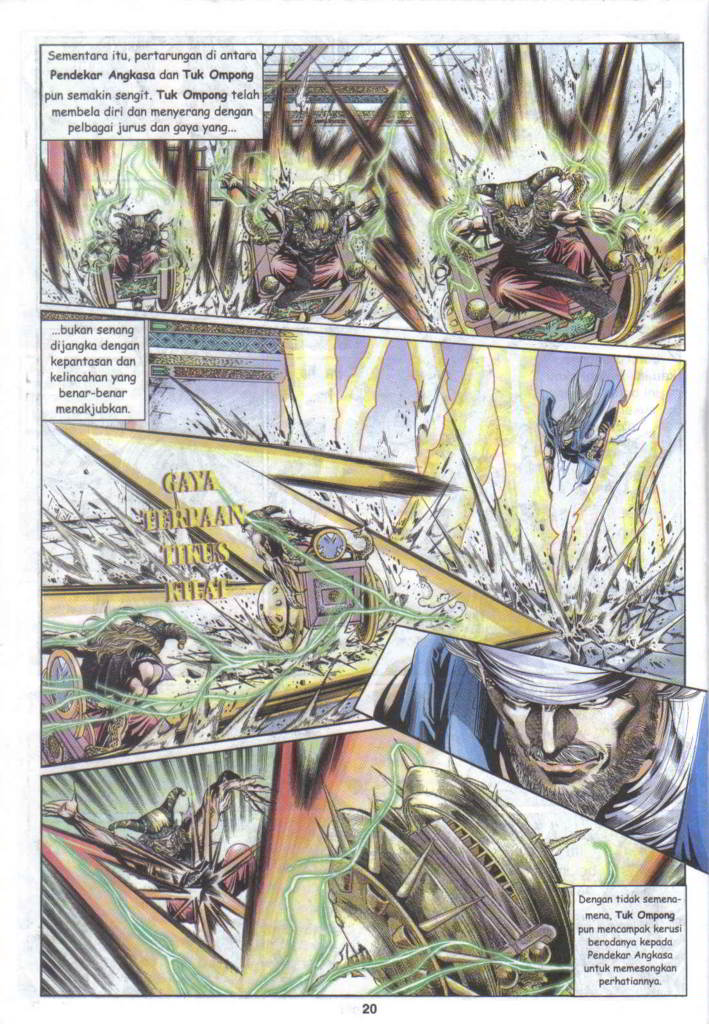 Sementara itu, pertarungan di antara
Pendekar Angkasa dan Tuk Ompong
pun semakin sengit. Tuk Ompong telah
membela diri dan menyerang dengan
pelbagai jurus dan gaya yang...
...bukan senang
dijangka dengan
kepantasan dan
kelincahan yang
benar-benar
menakjubkan.
GAYA
TERPAAN
TIKUS
KILAT
Dengan tidak semena-
mena, Tuk Ompong
pun mencampak kerusi
berodanya kepada
Pendekar Angkasa
untuk memesongkan
perhatiannya.
20